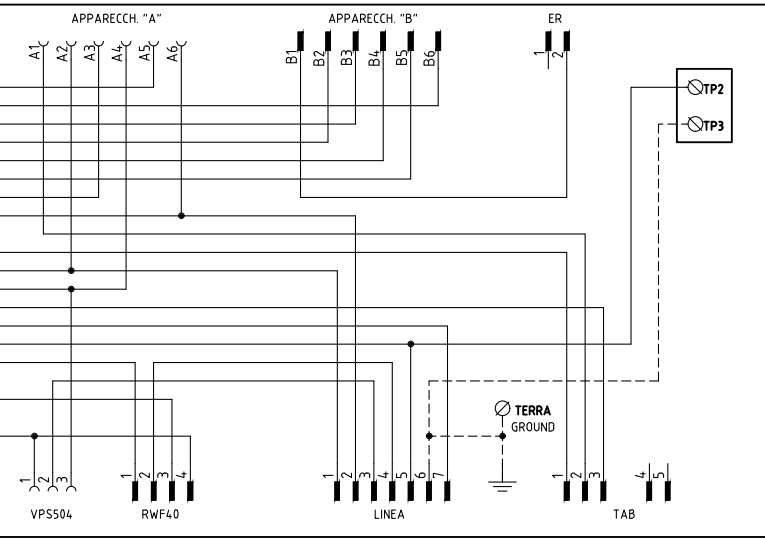 APPARECCH. "A"
APPARECCH. "B"
ER
A1
A2
A3
A4
A5
A6
B1
B2
B3
B4
B5
B6
1
2
TP2
TP3
TERRA
GROUND
1
2
3
1
2
3
4
1
2
3
4
5
6
7
1
2
3
4
5
VPS504
RWF40
LINEA
TAB